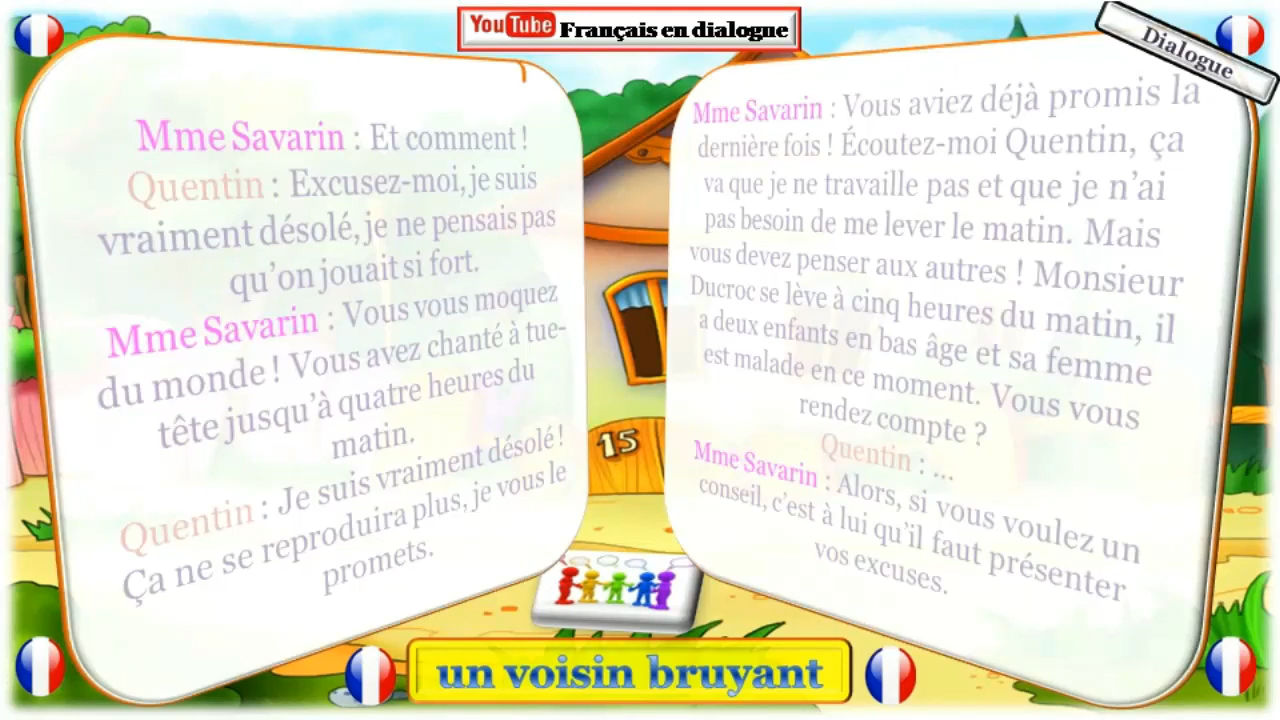 YouTube Français en dialogue
Dialogue
Mme Savarin : Et comment !
Quentin : Excusez-moi, je suis
vraiment désolé, je ne pensais pas
qu'on jouait si fort.
Mme Savarin : Vous vous moquez
du monde ! Vous avez chanté à tue-
tête jusqu'à quatre heures du
matin.
Quentin : Je suis vraiment désolé !
Ça ne se reproduira plus, je vous le
promets.
Mme Savarin : Vous aviez déjà promis la
dernière fois ! Écoutez-moi Quentin, ça
va que je ne travaille pas et que je n'ai
pas besoin de me lever le matin. Mais
vous devez penser aux autres ! Monsieur
Ducroc se lève à cinq heures du matin, il
a deux enfants en bas âge et sa femme
est malade en ce moment. Vous vous
rendez compte ?
Quentin : ...
Mme Savarin : Alors, si vous voulez un
conseil, c'est à lui qu'il faut présenter
vos excuses.
15
un voisin bruyant